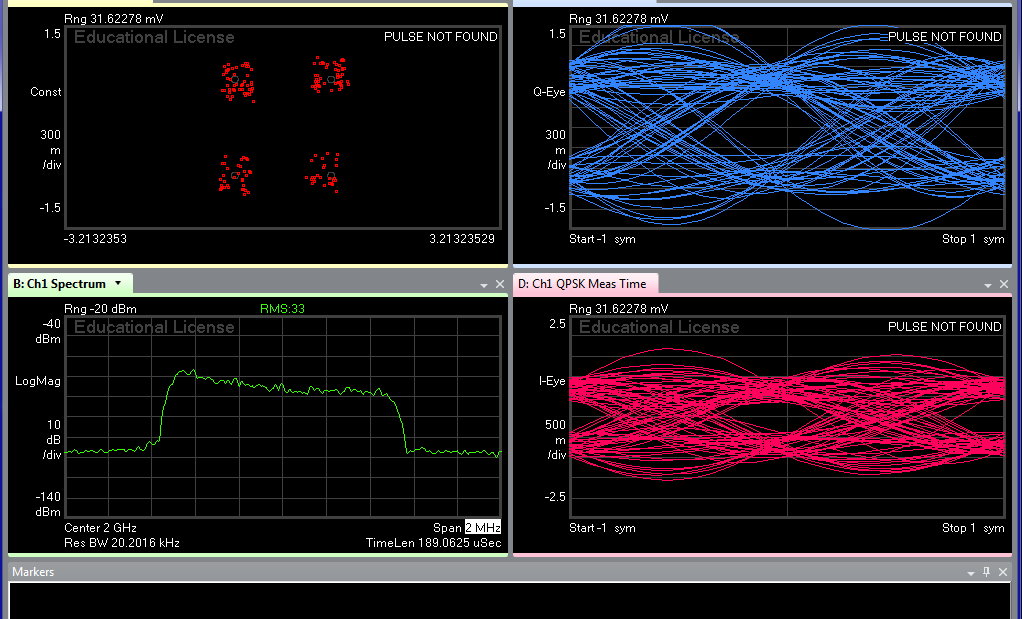 Rng 31.62278 mV
1.5
Educational License
PULSE NOT FOUND
Const
300
m
/div
-1.5
-3.2132353
3.21323529
Rng 31.62278 mV
1.5
Educational License
PULSE NOT FOUND
Q-Eye
300
m
/div
-1.5
Start -1 sym
Stop 1 sym
B: Ch1 Spectrum
Rng -20 dBm
RMS:33
-40
dBm
Educational License
LogMag
10
dB
/div
-140
dBm
Center 2 GHz
Span 2 MHz
Res BW 20.2016 kHz
TimeLen 189.0625 uSec
D: Ch1 QPSK Meas Time
Rng 31.62278 mV
2.5
Educational License
PULSE NOT FOUND
I-Eye
500
m
/div
-2.5
Start -1 sym
Stop 1 sym
Markers